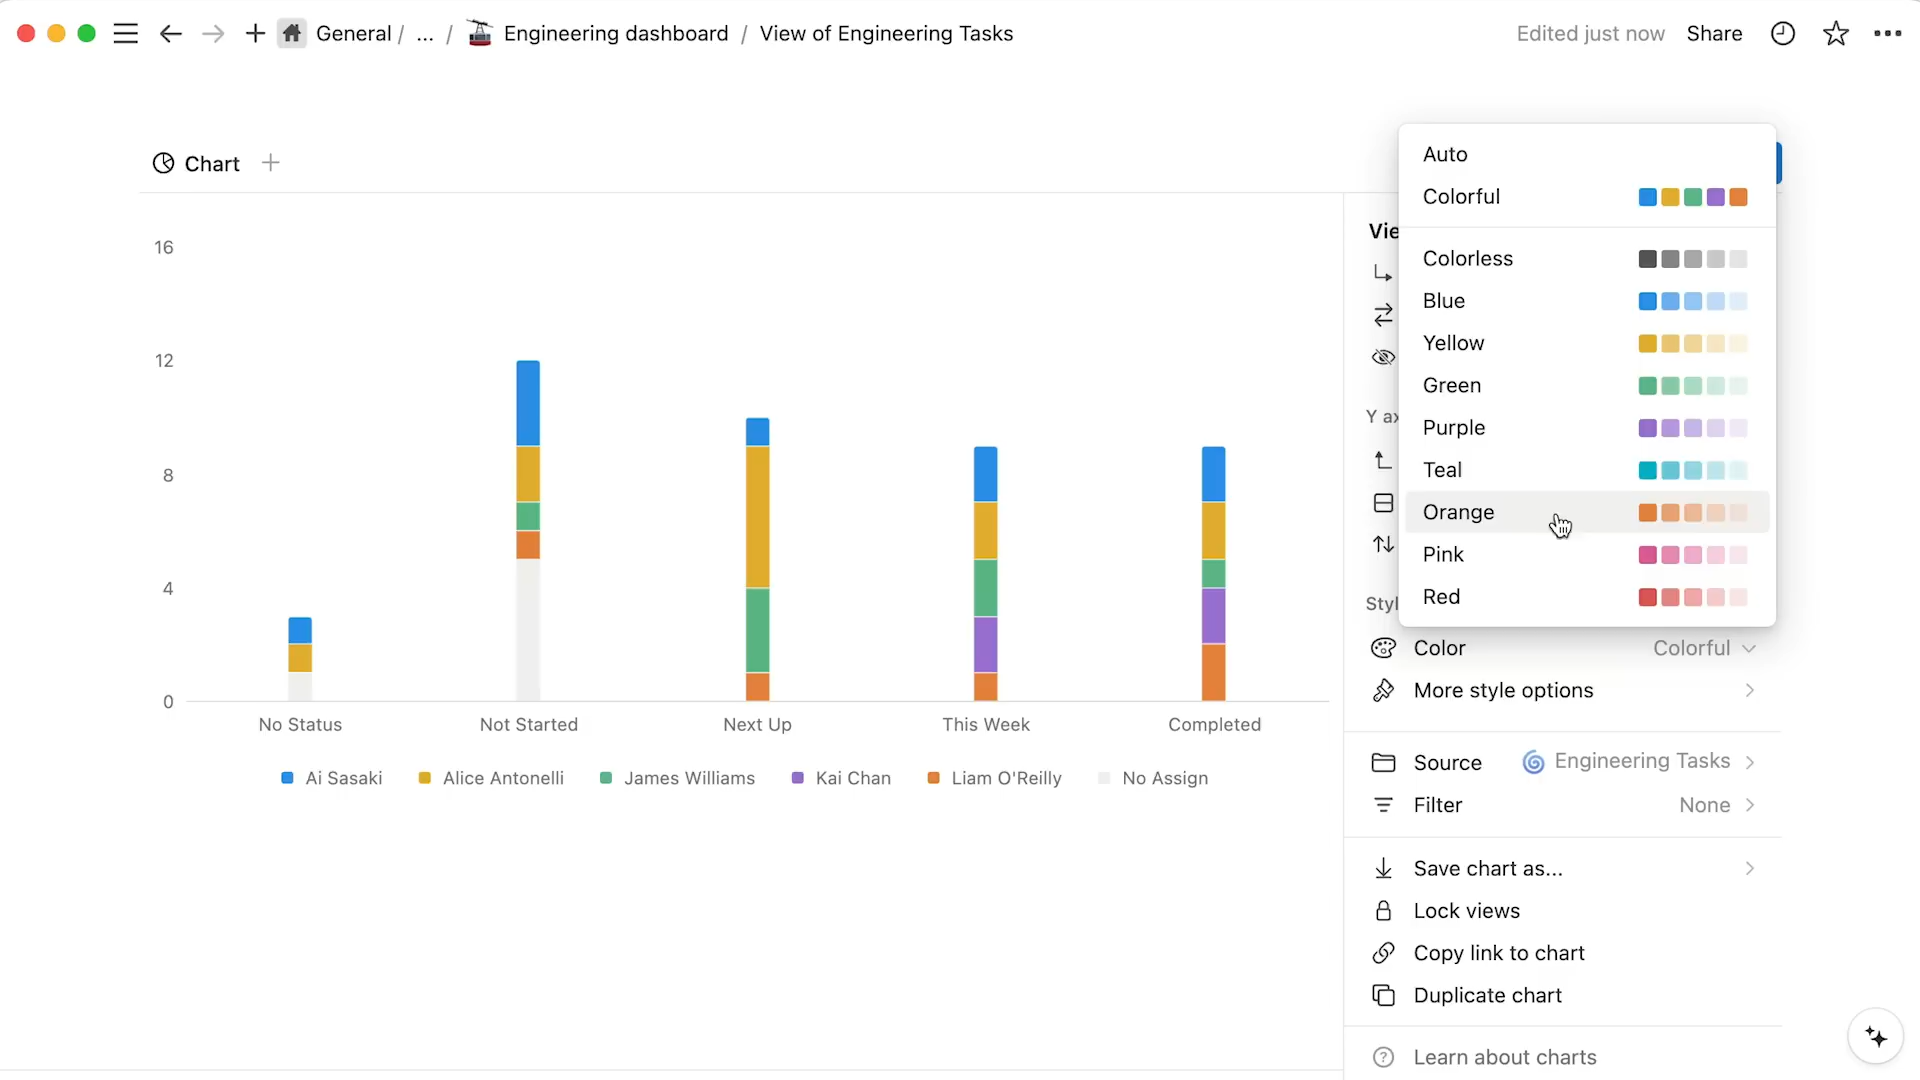 General / ... / Engineering dashboard / View of Engineering Tasks
Edited just now
Share
Chart
16
12
8
4
0
No Status
Not Started
Next Up
This Week
Completed
Ai Sasaki
Alice Antonelli
James Williams
Kai Chan
Liam O'Reilly
No Assign
Auto
Colorful
Colorless
Blue
Yellow
Green
Purple
Teal
Orange
Pink
Red
Vie
Y ax
Styl
Color Colorful
More style options
Source Engineering Tasks
Filter None
Save chart as...
Lock views
Copy link to chart
Duplicate chart
? Learn about charts